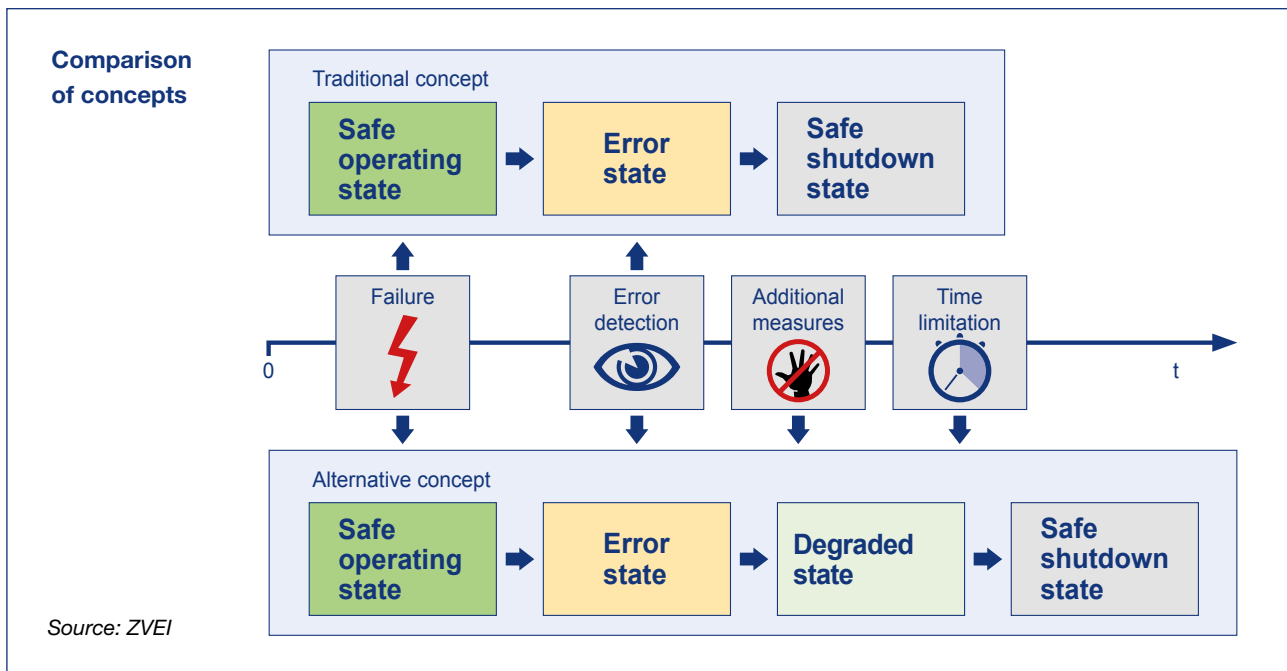 Comparison
of concepts
Traditional concept
Safe
operating
state
Error
state
Safe
shutdown
state
Failure
Error
detection
Additional
measures
Time
limitation
0
t
Alternative concept
Safe
operating
state
Error
state
Degraded
state
Safe
shutdown
state
Source: ZVEI